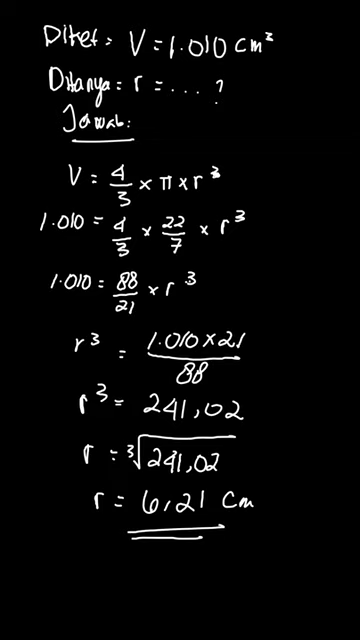 Diket: V = 1.010 cm³
Ditanya: r = .... ?
Jawab:
V = 4/3 × π × r³
1.010 = 4/3 × 22/7 × r³
1.010 = 88/21 × r³
r³ = 1.010 × 21/88
r³ = 241,02
r = ³√241,02
r = 6,21 cm